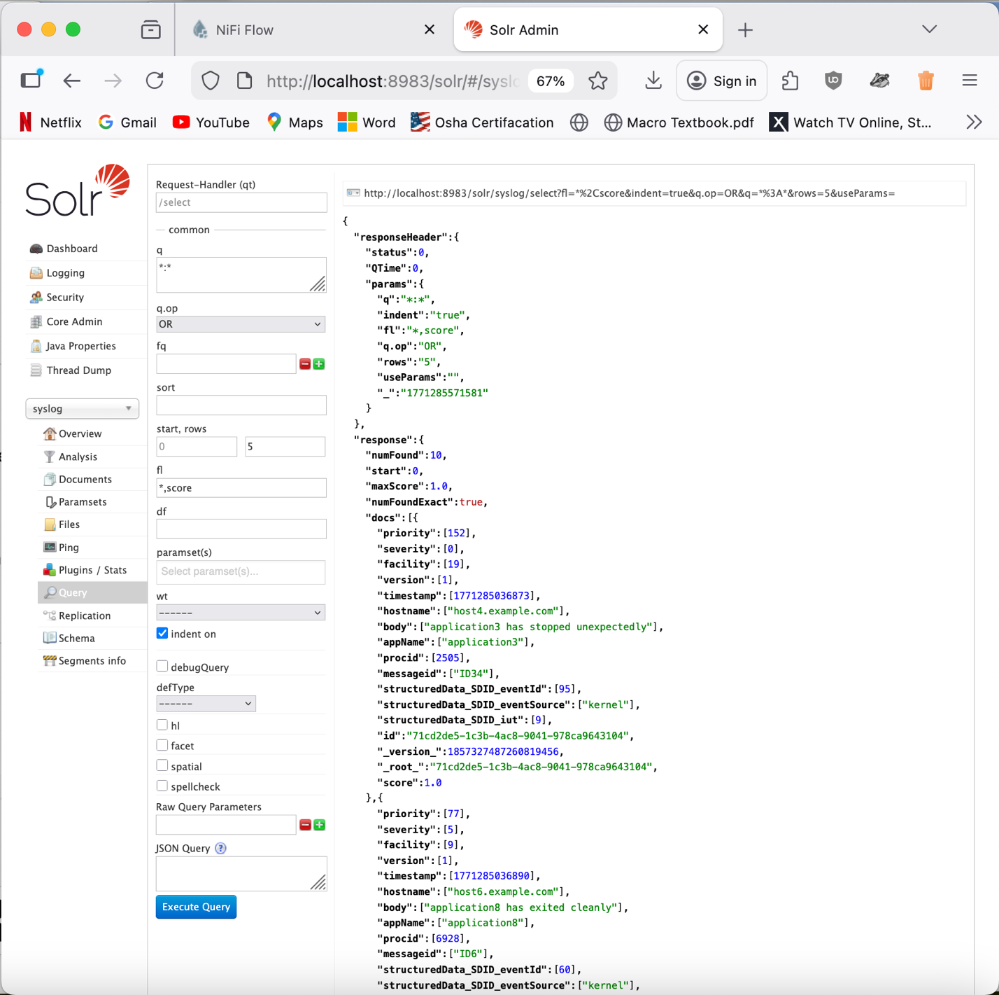 NiFi Flow
Solr Admin
http://localhost:8983/solr/#/syslo
67%
Sign in
Netflix
Gmail
YouTube
Maps
Word
Osha Certifacation
Macro Textbook.pdf
Watch TV Online, St...
Solr
Dashboard
Logging
Security
Core Admin
Java Properties
Thread Dump
syslog
Overview
Analysis
Documents
Paramsets
Files
Ping
Plugins / Stats
Query
Replication
Schema
Segments info
Request-Handler (qt)
/select
common
q
*:*
q.op
OR
fq
sort
start, rows
0
5
fl
*,score
df
paramset(s)
Select paramset(s)...
wt
------
indent on
debugQuery
defType
------
hl
facet
spatial
spellcheck
Raw Query Parameters
JSON Query ?
Execute Query
http://localhost:8983/solr/syslog/select?fl=*%2Cscore&indent=true&q.op=OR&q=*%3A*&rows=5&useParams=
{
"responseHeader":{
"status":0,
"QTime":0,
"params":{
"q":"*:*",
"indent":"true",
"fl":"*,score",
"q.op":"OR",
"rows":"5",
"useParams":"",
"_":"1771285571581"
}
},
"response":{
"numFound":10,
"start":0,
"maxScore":1.0,
"numFoundExact":true,
"docs":[{
"priority":[152],
"severity":[0],
"facility":[19],
"version":[1],
"timestamp":[1771285036873],
"hostname":["host4.example.com"],
"body":["application3 has stopped unexpectedly"],
"appName":["application3"],
"procid":[2505],
"messageid":["ID34"],
"structuredData_SDID_eventId":[95],
"structuredData_SDID_eventSource":["kernel"],
"structuredData_SDID_iut":[9],
"id":"71cd2de5-1c3b-4ac8-9041-978ca9643104",
"_version_":1857327487260819456,
"_root_":"71cd2de5-1c3b-4ac8-9041-978ca9643104",
"score":1.0
},{
"priority":[77],
"severity":[5],
"facility":[9],
"version":[1],
"timestamp":[1771285036890],
"hostname":["host6.example.com"],
"body":["application8 has exited cleanly"],
"appName":["application8"],
"procid":[6928],
"messageid":["ID6"],
"structuredData_SDID_eventId":[60],
"structuredData_SDID_eventSource":["kernel"],